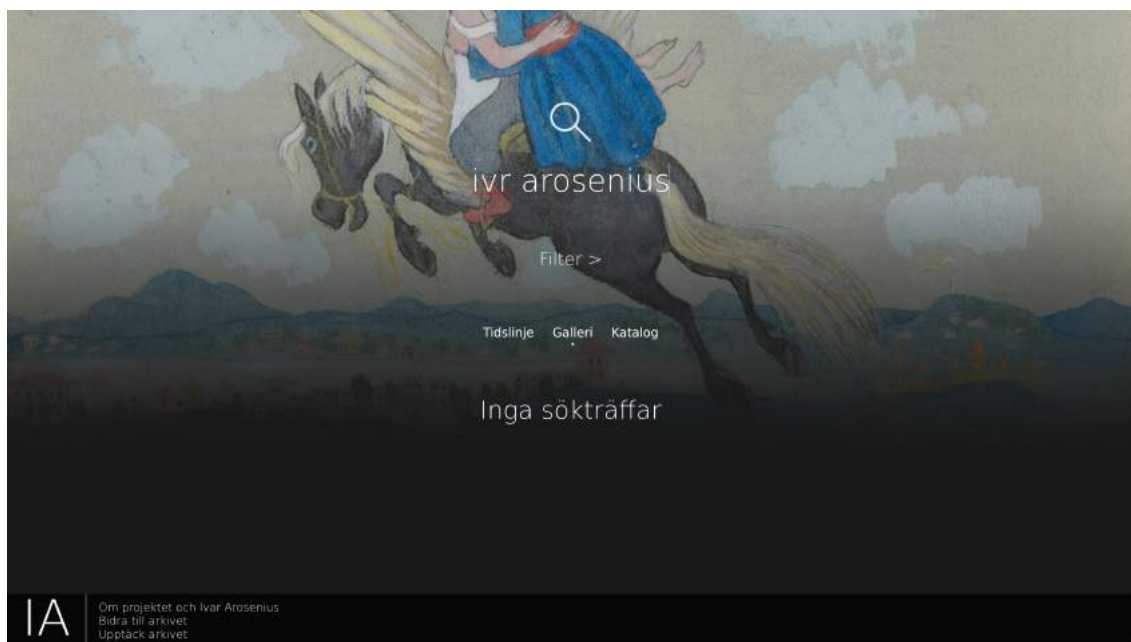 ivr arosenius
Filter >
Tidslinje Galleri Katalog
Inga sökträffar
IA
Om projektet och Ivar Arosenius
Bidra till arkivet
Upptäck arkivet